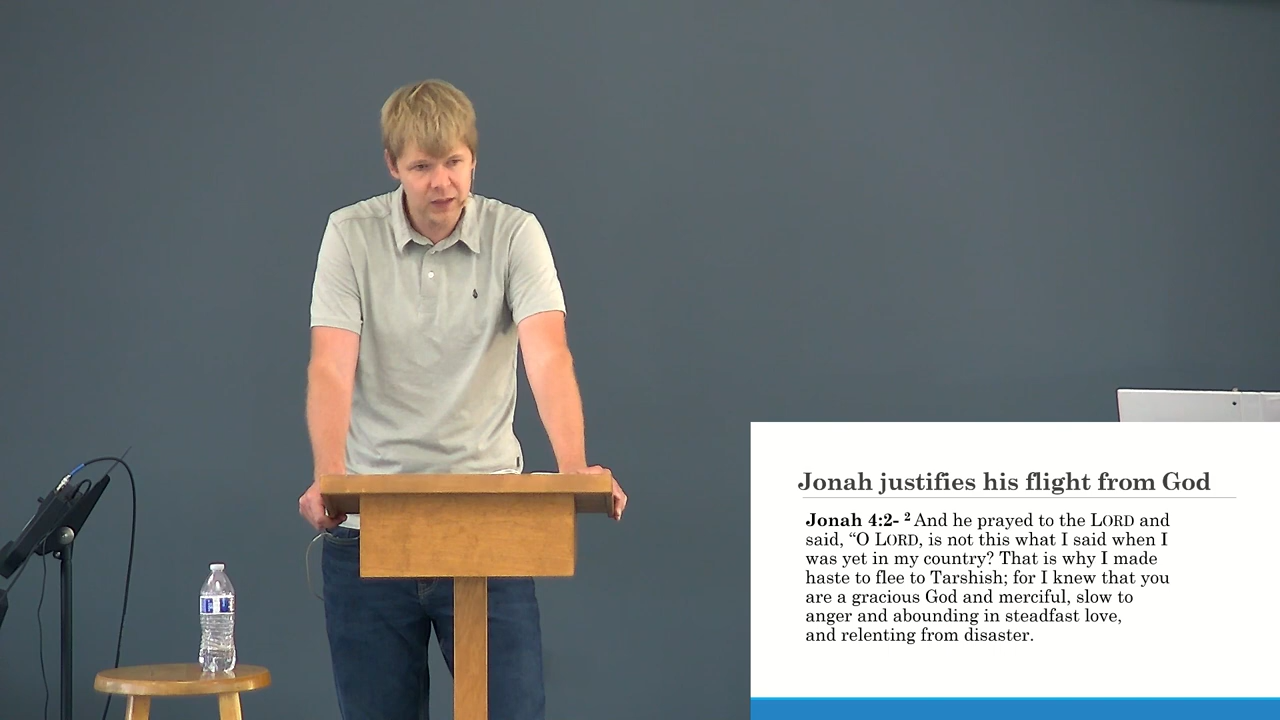 Jonah justifies his flight from God
Jonah 4:2- ² And he prayed to the LORD and
said, “O LORD, is not this what I said when I
was yet in my country? That is why I made
haste to flee to Tarshish; for I knew that you
are a gracious God and merciful, slow to
anger and abounding in steadfast love,
and relenting from disaster.